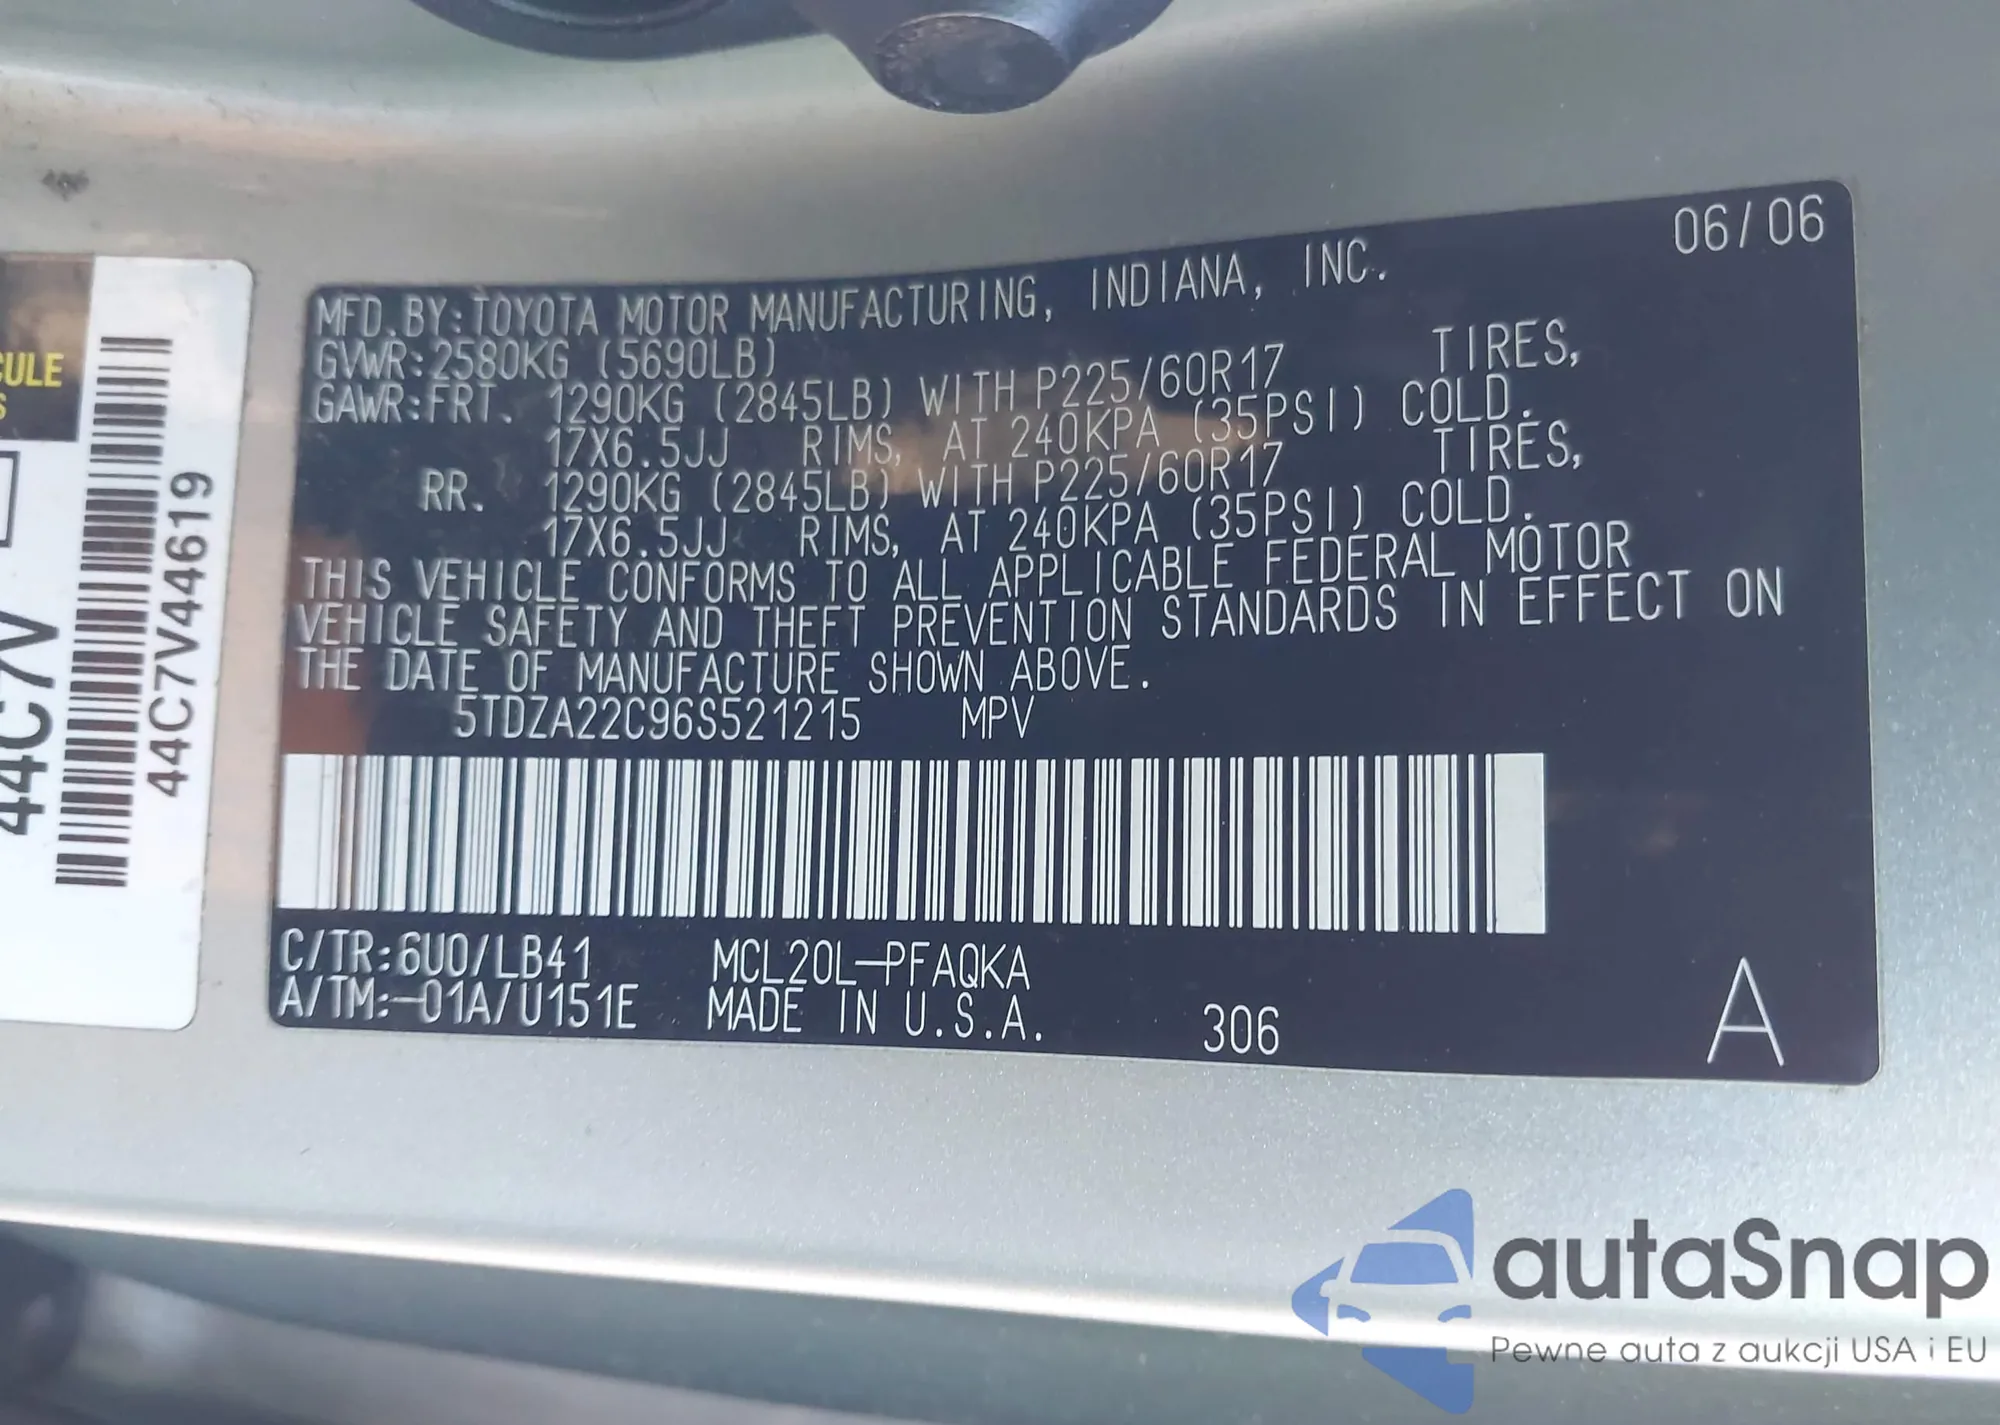 06/06
MFD.BY:TOYOTA MOTOR MANUFACTURING, INDIANA, INC.
GVWR:2580KG (5690LB)
GAWR:FRT. 1290KG (2845LB) WITH P225/60R17 TIRES,
17X6.5JJ RIMS, AT 240KPA (35PSI) COLD.
RR. 1290KG (2845LB) WITH P225/60R17 TIRES,
17X6.5JJ RIMS, AT 240KPA (35PSI) COLD.
THIS VEHICLE CONFORMS TO ALL APPLICABLE FEDERAL MOTOR
VEHICLE SAFETY AND THEFT PREVENTION STANDARDS IN EFFECT ON
THE DATE OF MANUFACTURE SHOWN ABOVE.
5TDZA22C96S521215 MPV
C/TR:6U0/LB41 MCL20L-PFAQKA
A/TM:-01A/U151E MADE IN U.S.A. 306 A
44C7V44619
44C7V
autaSnap
Pewne auta z aukcji USA i EU